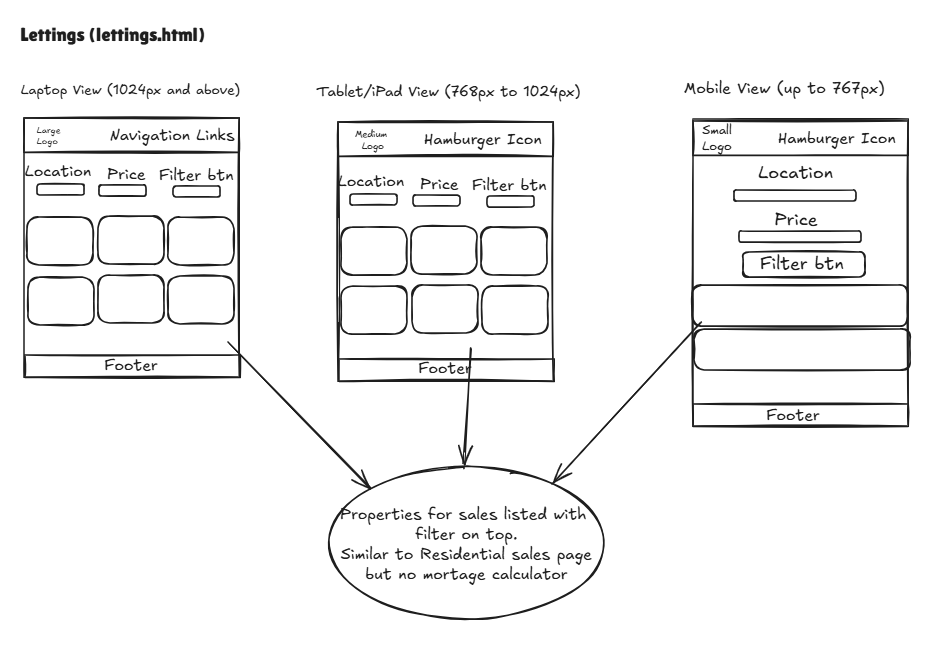 Lettings (lettings.html)
Laptop View (1024px and above)
Large
Logo
Navigation Links
Location
Price
Filter btn
Footer
Tablet/iPad View (768px to 1024px)
Medium
Logo
Hamburger Icon
Location
Price
Filter btn
Footer
Mobile View (up to 767px)
Small
Logo
Hamburger Icon
Location
Price
Filter btn
Footer
Properties for sales listed with
filter on top.
Similar to Residential sales page
but no mortage calculator